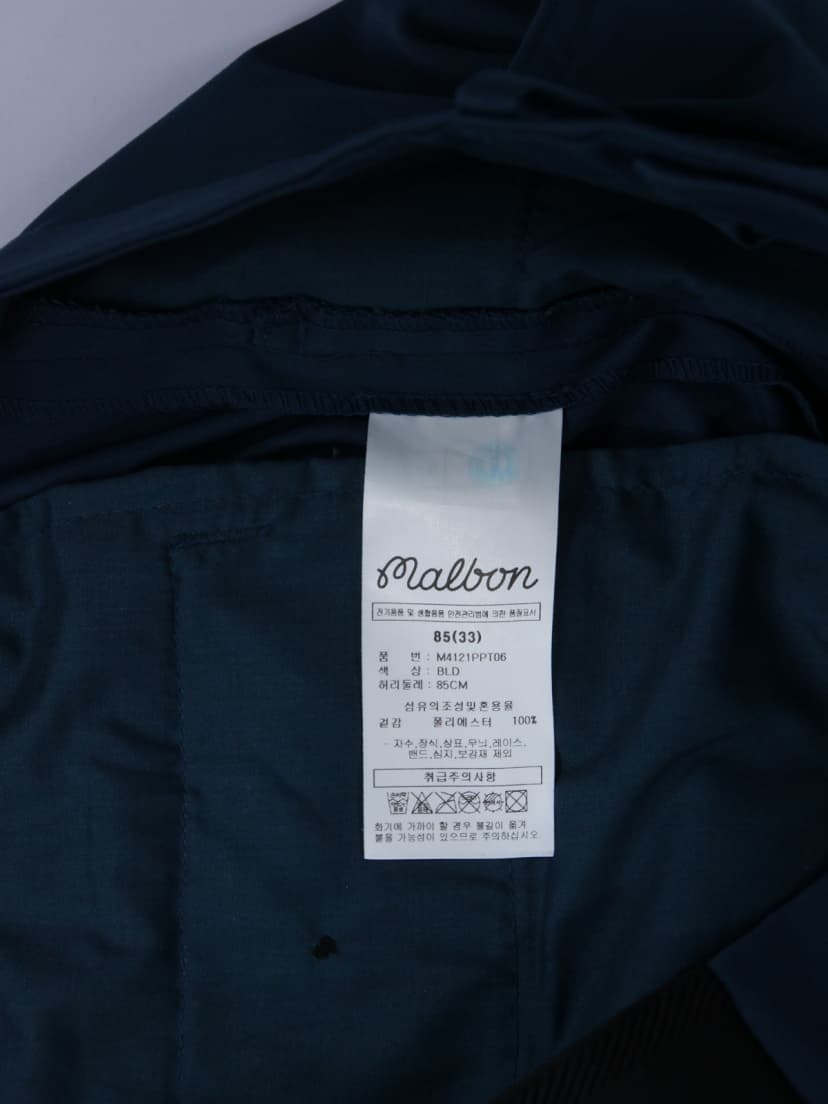 malbon
전기용품 및 생활용품 안전관리법에 의한 품질표시
85(33)
품 번 : M4121PPT06
색 상 : BLD
허리둘레 : 85CM
섬유의조성및혼용율
겉감 폴리에스터 100%
- 자수,장식,상표,무늬,레이스,
밴드,심지,보강재 제외
취급주의사항
화기에 가까이 할 경우 불길이 옮겨
붙을 가능성이 있으므로 주의하십시오